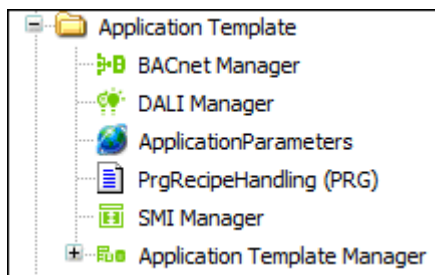 Application Template
BACnet Manager
DALI Manager
ApplicationParameters
PrgRecipeHandling (PRG)
SMI Manager
Application Template Manager